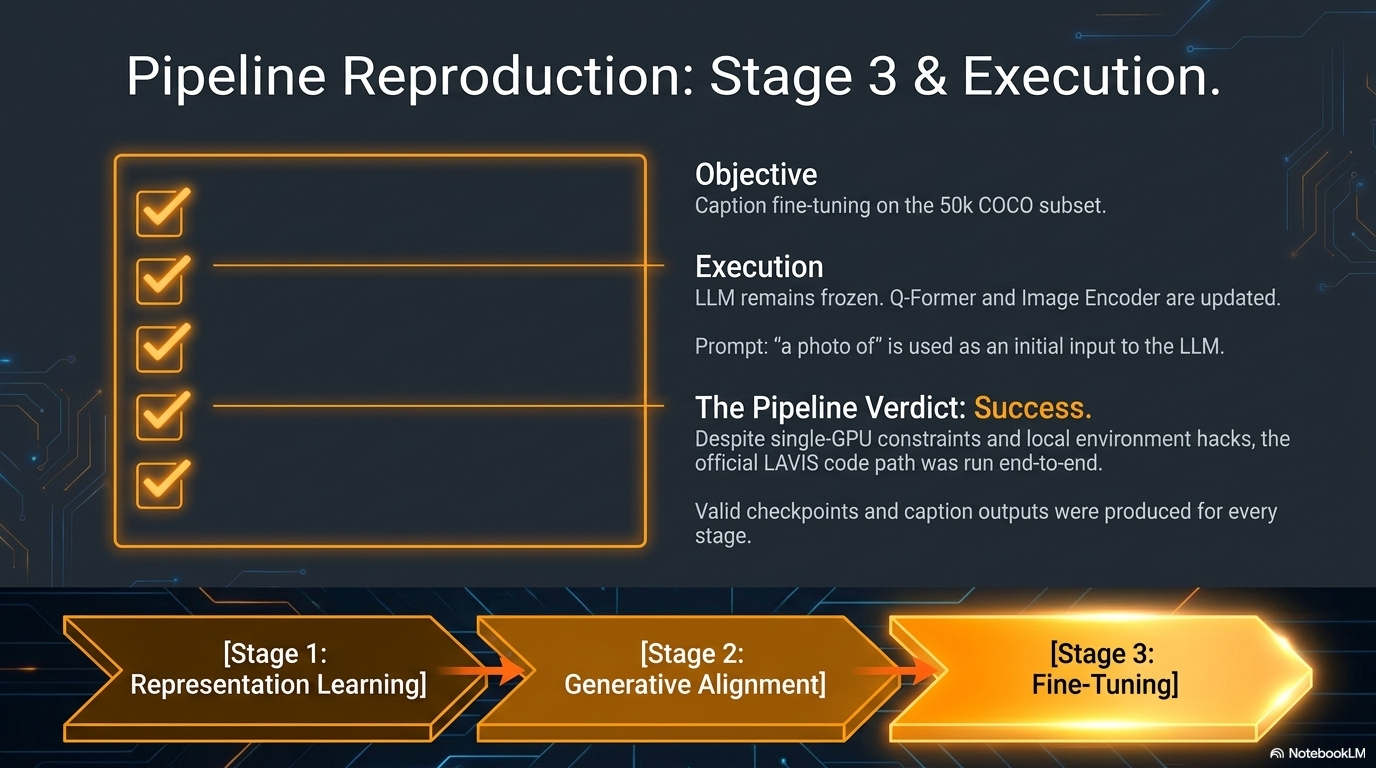 Pipeline Reproduction: Stage 3 & Execution.
Objective
Caption fine-tuning on the 50k COCO subset.
Execution
LLM remains frozen. Q-Former and Image Encoder are updated.
Prompt: “a photo of” is used as an initial input to the LLM.
The Pipeline Verdict: Success.
Despite single-GPU constraints and local environment hacks, the
official LAVIS code path was run end-to-end.
Valid checkpoints and caption outputs were produced for every
stage.
[Stage 1:
Representation Learning]
[Stage 2:
Generative Alignment]
[Stage 3:
Fine-Tuning]
NotebookLM